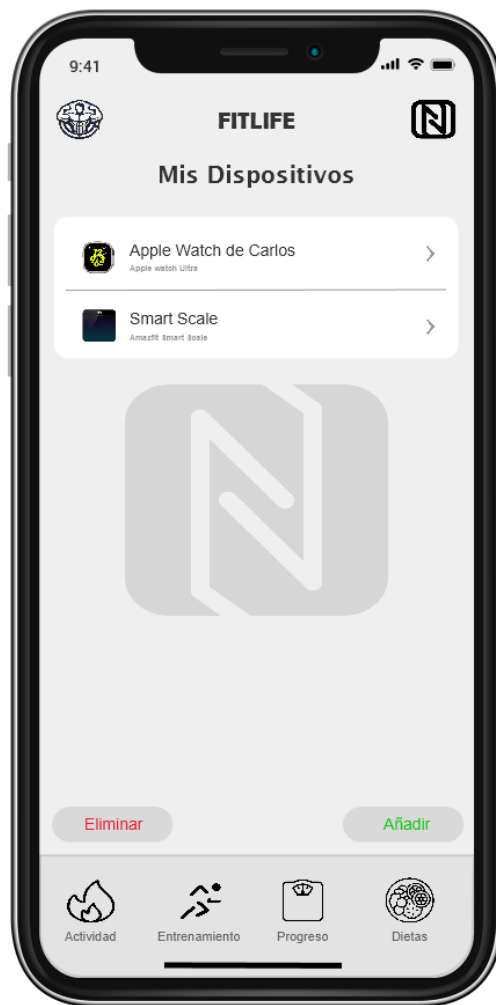 9:41
FITLIFE
Mis Dispositivos
Apple Watch de Carlos
Apple watch Ultra
Smart Scale
Amazfit Smart Scale
Eliminar
Añadir
Actividad
Entrenamiento
Progreso
Dietas